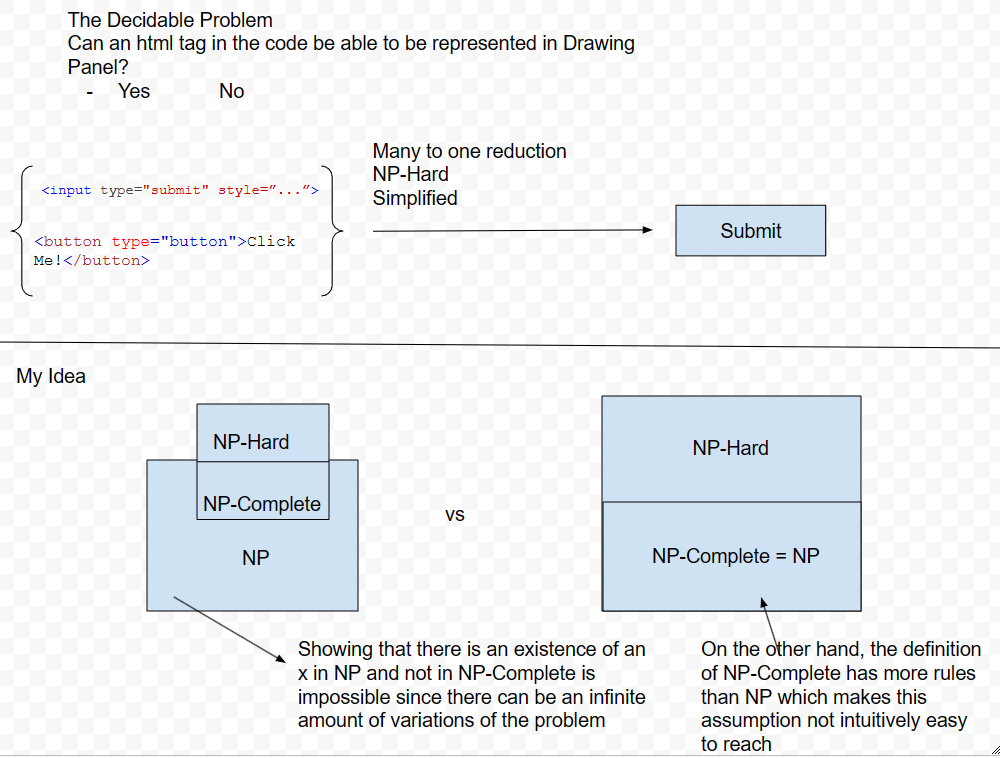 The Decidable Problem
Can an html tag in the code be able to be represented in Drawing
Panel?
- Yes No
Many to one reduction
NP-Hard
Simplified
<input type="submit" style=”...”>
<button type="button">Click
Me!</button>
Submit
My Idea
NP-Hard
NP-Complete
NP
vs
NP-Hard
NP-Complete = NP
Showing that there is an existence of an
x in NP and not in NP-Complete is
impossible since there can be an infinite
amount of variations of the problem
On the other hand, the definition
of NP-Complete has more rules
than NP which makes this
assumption not intuitively easy
to reach